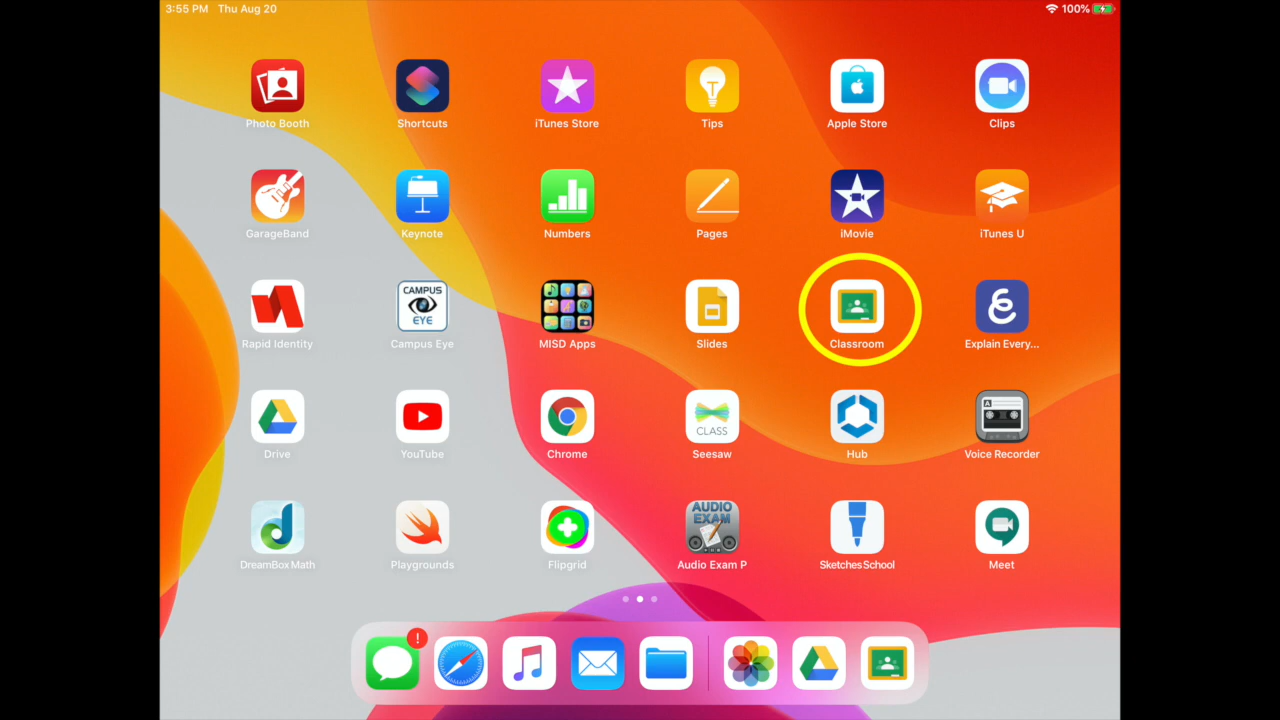 3:55 PM Thu Aug 20 100%
Photo Booth Shortcuts iTunes Store Tips Apple Store Clips
GarageBand Keynote Numbers Pages iMovie iTunes U
CAMPUS
EYE
Rapid Identity Campus Eye MISD Apps Slides Classroom Explain Every...
CLASS
A
Drive YouTube Chrome Seesaw Hub Voice Recorder
AUDIO
EXAM
DreamBox Math Playgrounds Flipgrid Audio Exam P Sketches School Meet
!